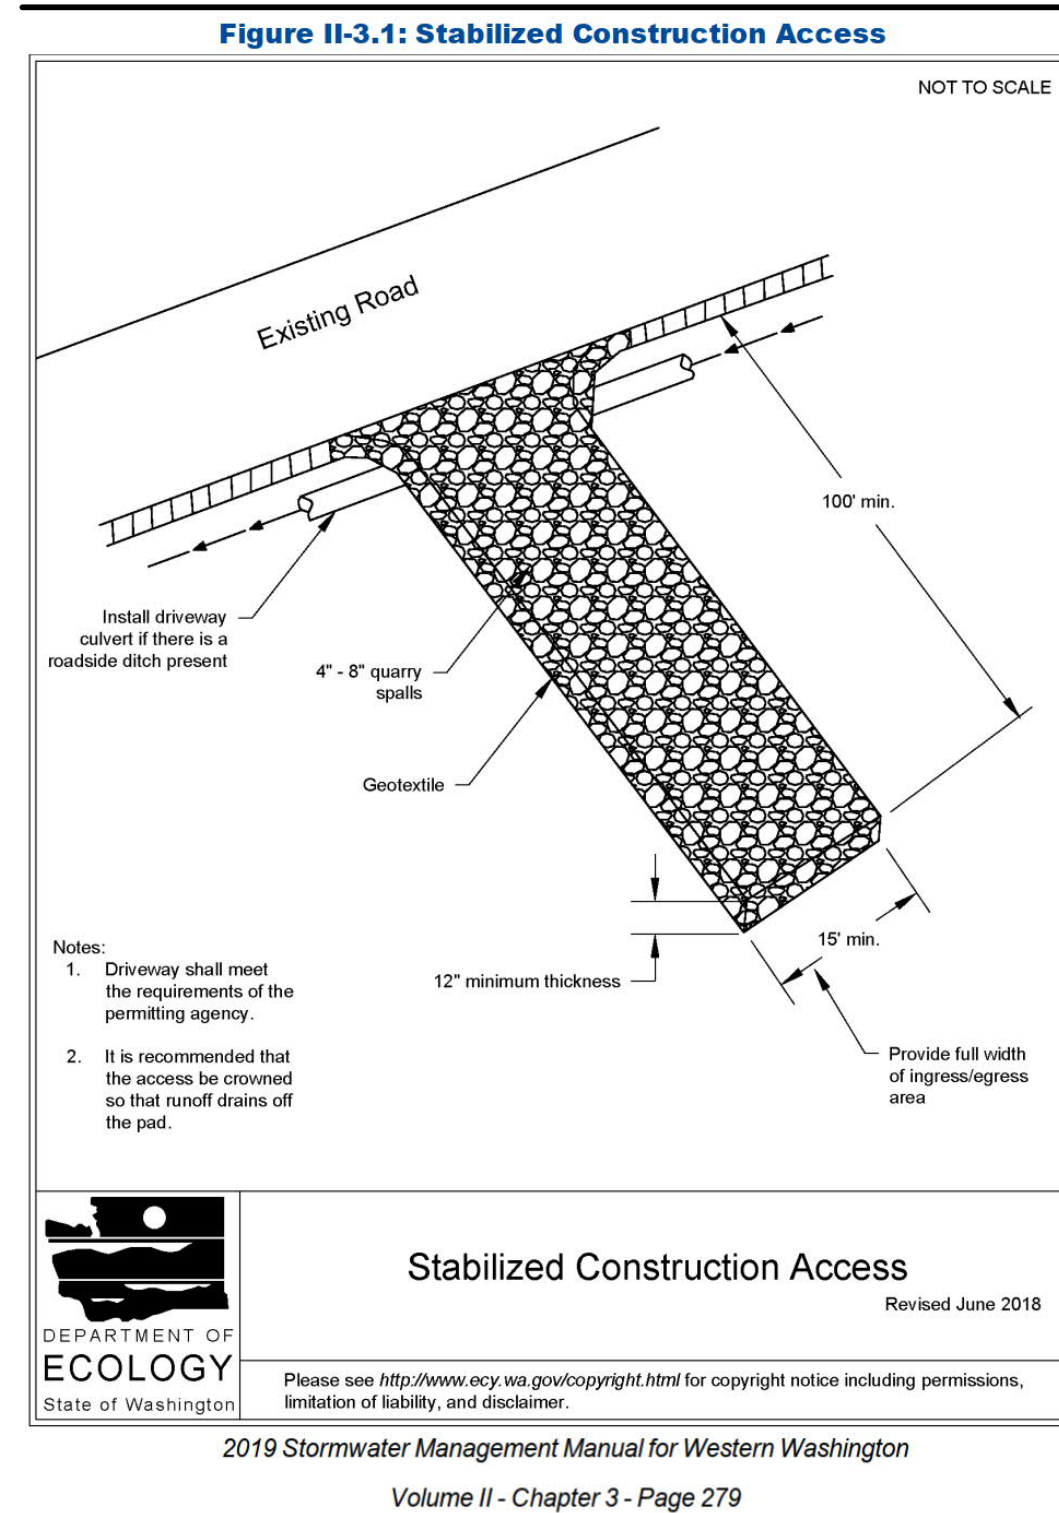 Figure II-3.1: Stabilized Construction Access
NOT TO SCALE
Existing Road
100' min.
Install driveway
culvert if there is a
roadside ditch present
4" - 8" quarry
spalls
Geotextile
15' min.
12" minimum thickness
Provide full width
of ingress/egress
area
Notes:
1. Driveway shall meet
the requirements of the
permitting agency.
2. It is recommended that
the access be crowned
so that runoff drains off
the pad.
DEPARTMENT OF
ECOLOGY
State of Washington
Stabilized Construction Access
Revised June 2018
Please see http://www.ecy.wa.gov/copyright.html for copyright notice including permissions,
limitation of liability, and disclaimer.
2019 Stormwater Management Manual for Western Washington
Volume II - Chapter 3 - Page 279